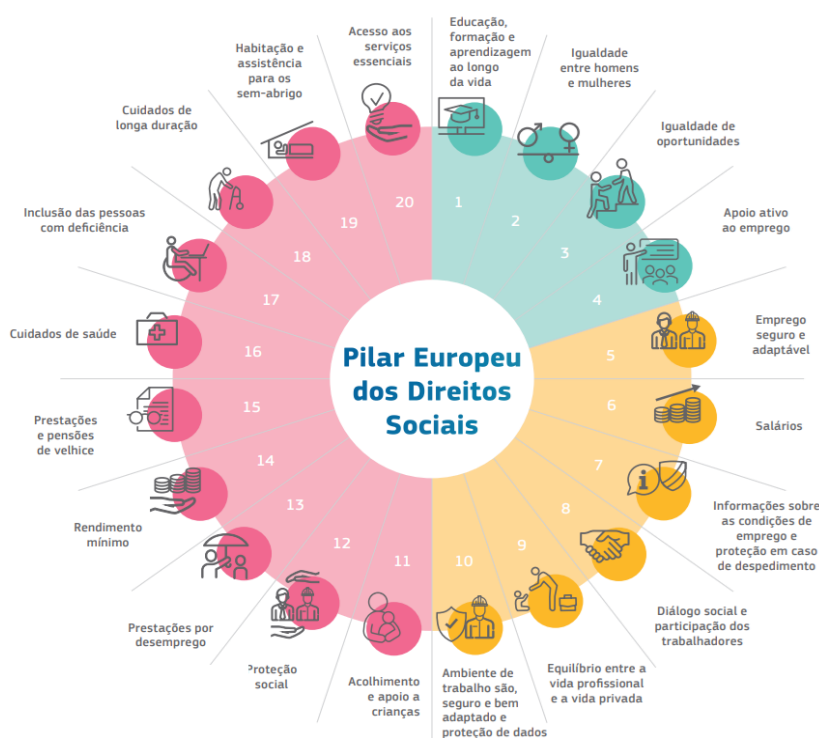 Pilar Europeu
dos Direitos
Sociais
1
Educação,
formação e
aprendizagem
ao longo
da vida
2
Igualdade
entre homens
e mulheres
3
Igualdade de
oportunidades
4
Apoio ativo
ao emprego
5
Emprego
seguro e
adaptável
6
Salários
7
Informações sobre
as condições de
emprego e
proteção em caso
de despedimento
8
Diálogo social e
participação dos
trabalhadores
9
Equilíbrio entre a
vida profissional
e a vida privada
10
Ambiente de
trabalho são,
seguro e bem
adaptado e
proteção de dados
11
Acolhimento
e apoio a
crianças
12
Proteção
social
13
Prestações por
desemprego
14
Rendimento
mínimo
15
Prestações
e pensões
de velhice
16
Cuidados de saúde
17
Inclusão das pessoas
com deficiência
18
Cuidados de
longa duração
19
Habitação e
assistência
para os
sem-abrigo
20
Acesso aos
serviços
essenciais